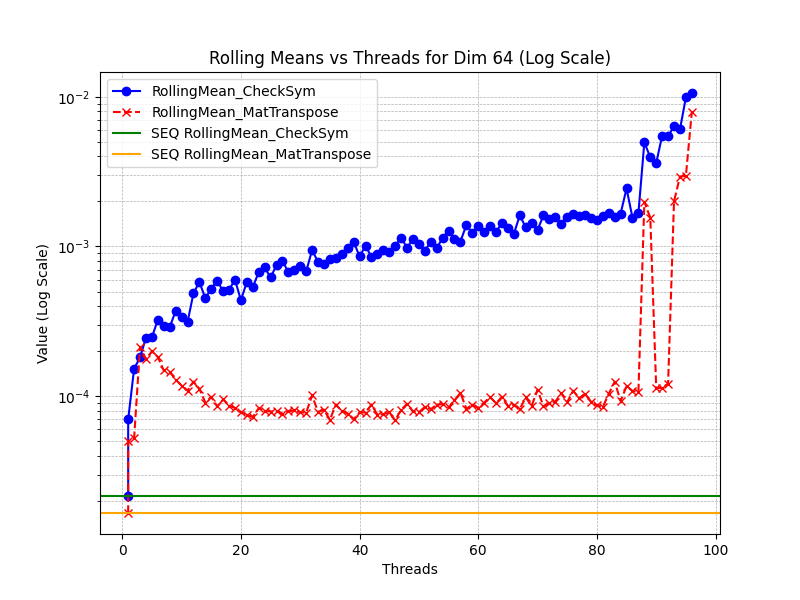 Rolling Means vs Threads for Dim 64 (Log Scale)
RollingMean_CheckSym
RollingMean_MatTranspose
SEQ RollingMean_CheckSym
SEQ RollingMean_MatTranspose
Value (Log Scale)
10⁻²
10⁻³
10⁻⁴
0 20 40 60 80 100
Threads